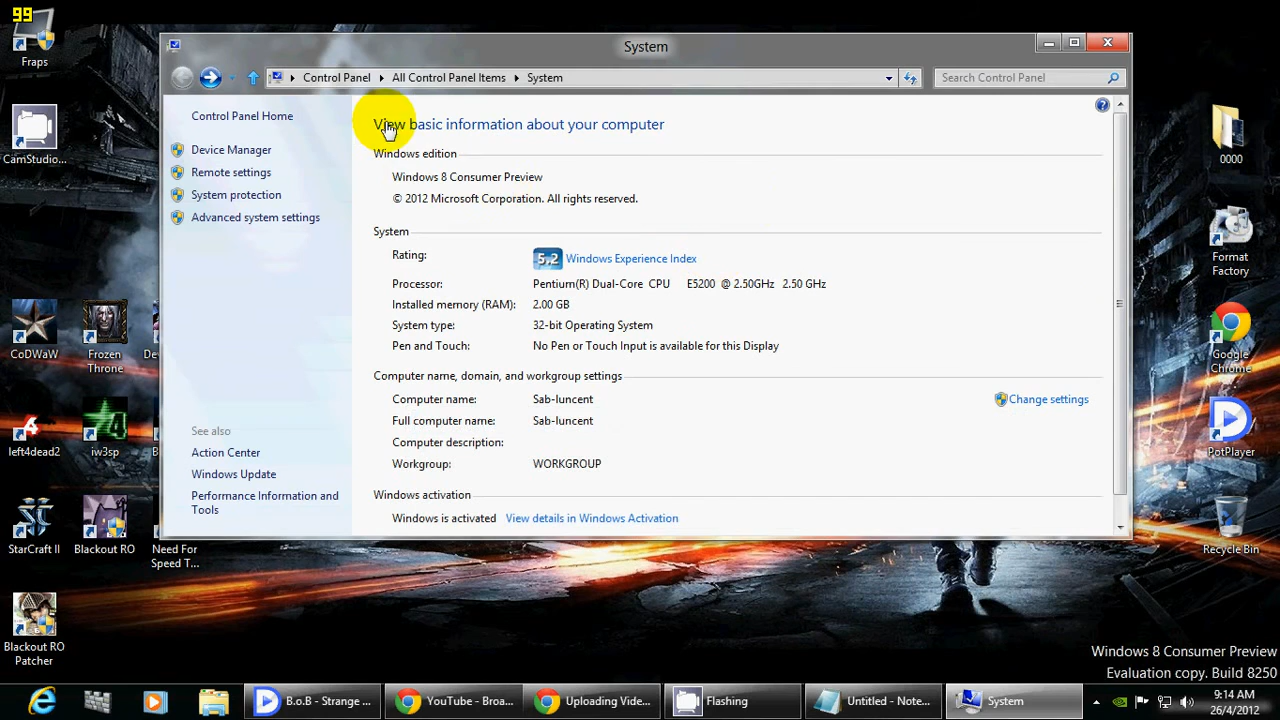 99
Fraps
CamStudio...
CoDWaW
Frozen
Throne
De
left4dead2
iw3sp
B
StarCraft II
Blackout RO
Need For
Speed T...
Blackout RO
Patcher
System
Control Panel
All Control Panel Items
System
Search Control Panel
Control Panel Home
Device Manager
Remote settings
System protection
Advanced system settings
See also
Action Center
Windows Update
Performance Information and
Tools
View basic information about your computer
Windows edition
Windows 8 Consumer Preview
© 2012 Microsoft Corporation. All rights reserved.
System
Rating: 5.2 Windows Experience Index
Processor: Pentium(R) Dual-Core CPU E5200 @ 2.50GHz 2.50 GHz
Installed memory (RAM): 2.00 GB
System type: 32-bit Operating System
Pen and Touch: No Pen or Touch Input is available for this Display
Computer name, domain, and workgroup settings
Computer name: Sab-luncent Change settings
Full computer name: Sab-luncent
Computer description:
Workgroup: WORKGROUP
Windows activation
Windows is activated View details in Windows Activation
0000
Format
Factory
Google
Chrome
PotPlayer
Recycle Bin
Windows 8 Consumer Preview
Evaluation copy. Build 8250
B.o.B - Strange ...
YouTube - Broa...
Uploading Vide...
Flashing
Untitled - Note...
System
9:14 AM
26/4/2012